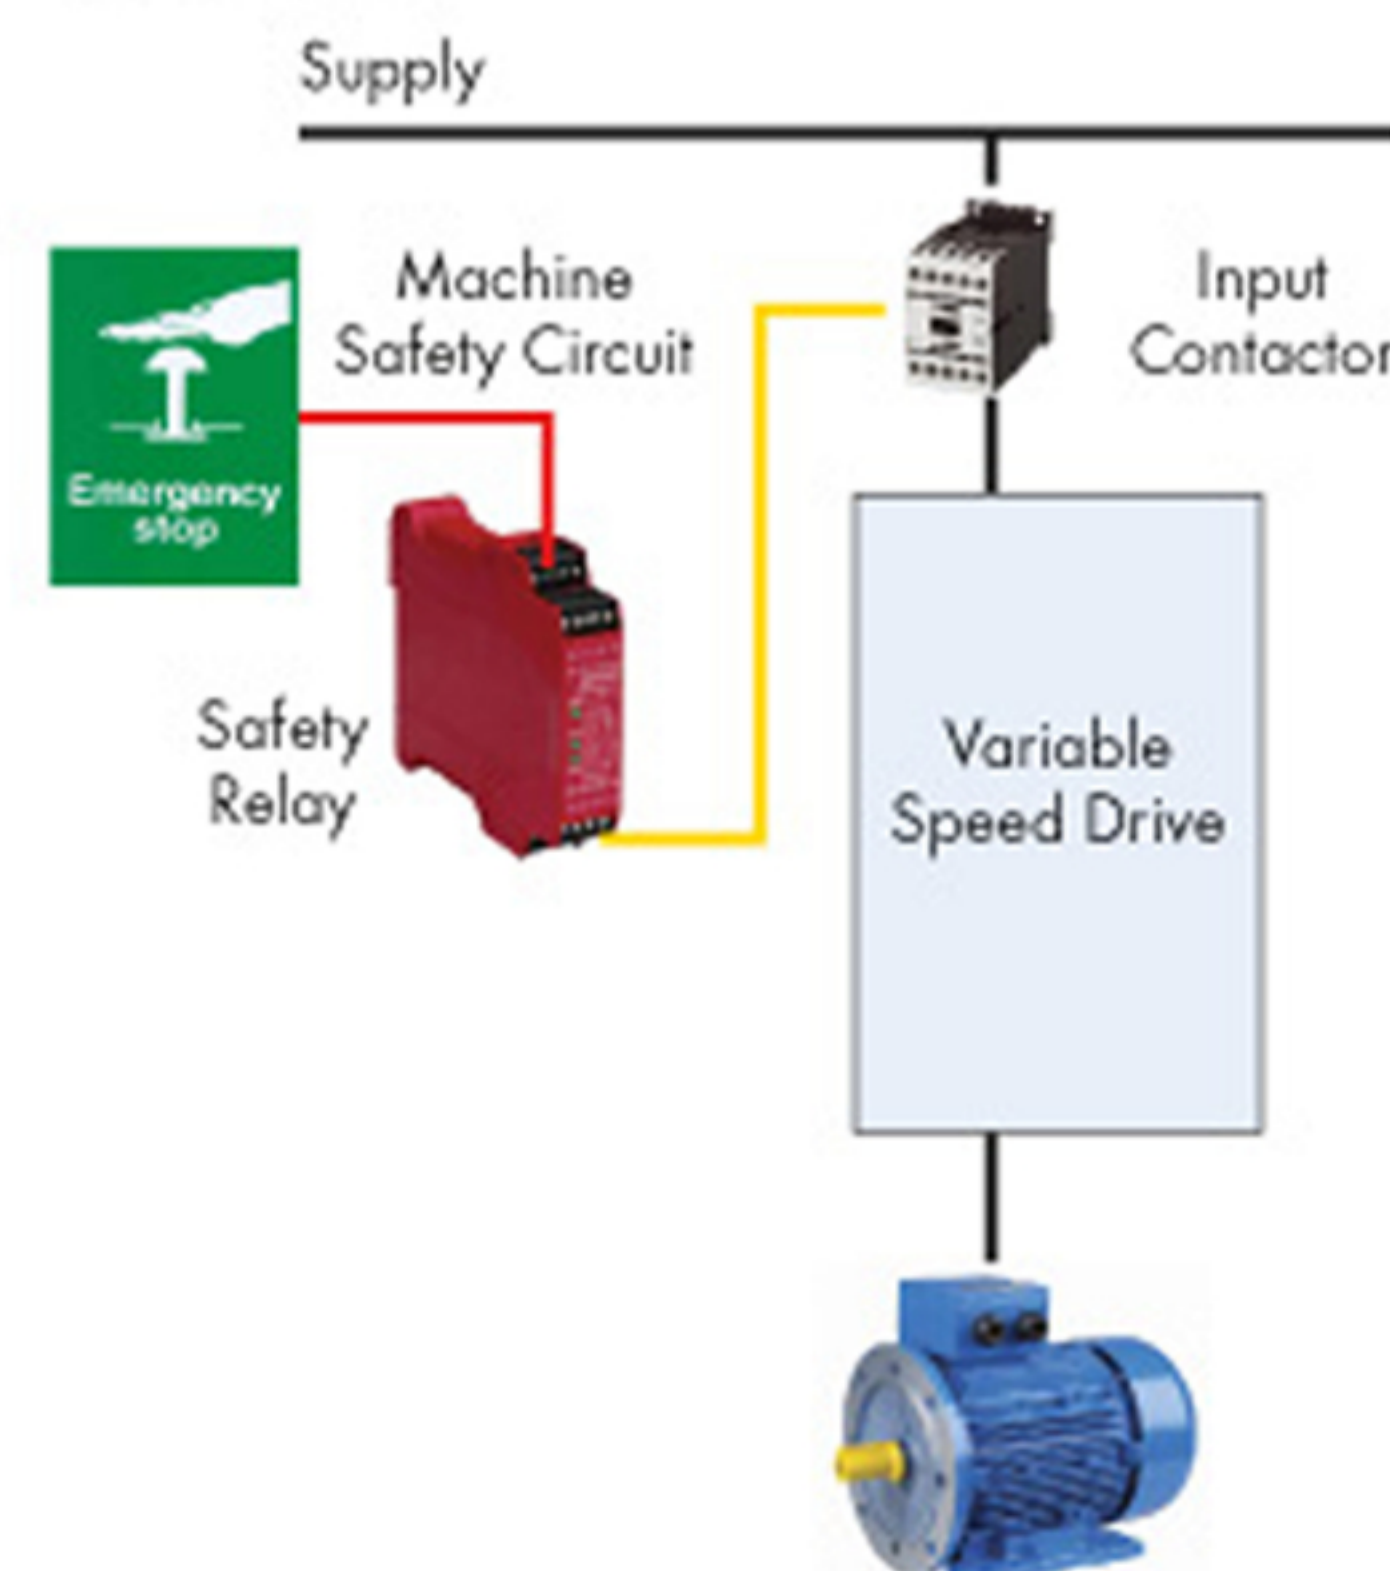 Supply
Machine
Safety Circuit
Input
Contactor
Emergency
stop
Safety
Relay
Variable
Speed Drive